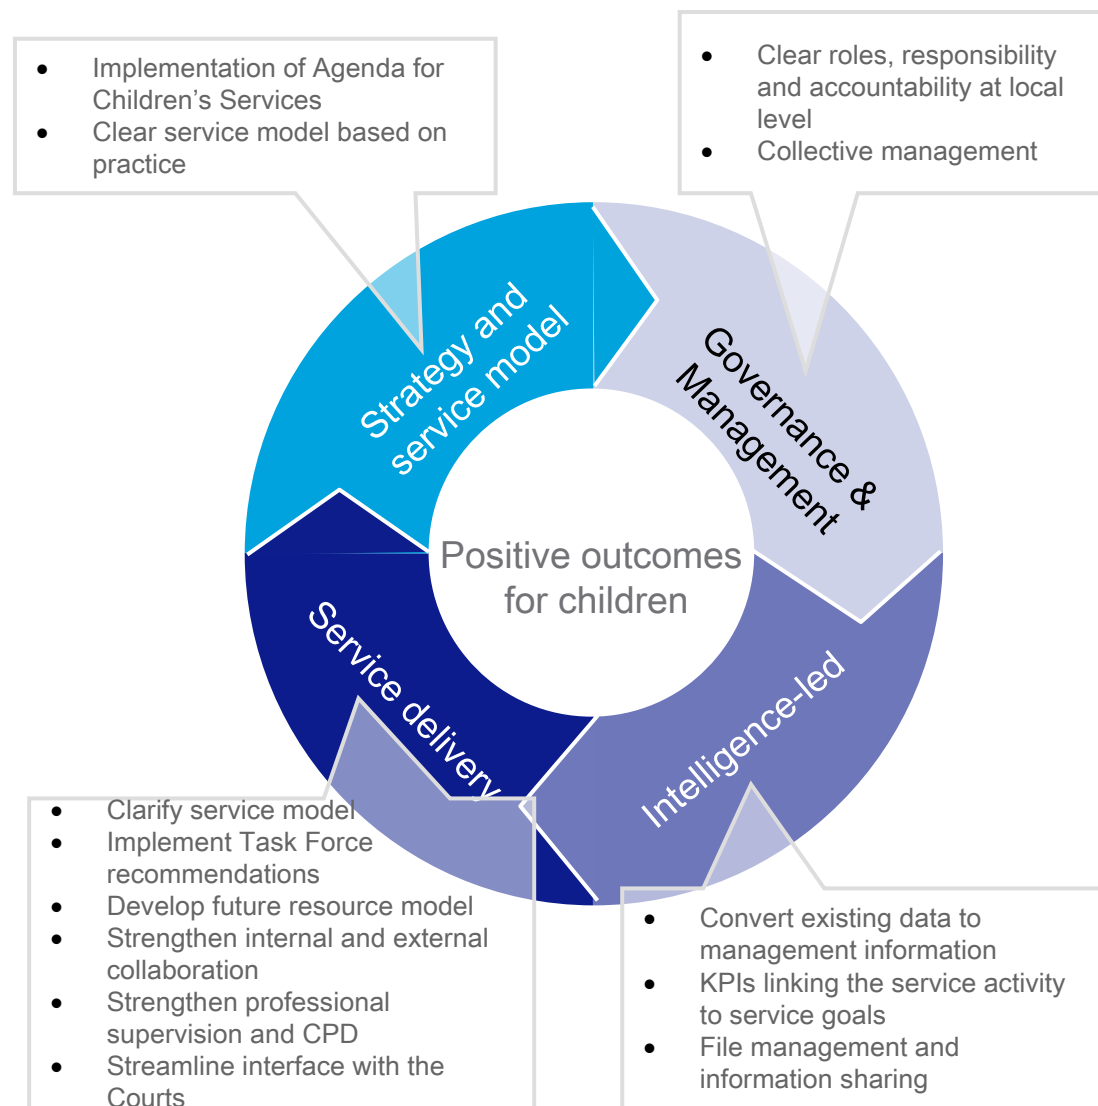 • Implementation of Agenda for
Children’s Services
• Clear service model based on
practice
• Clear roles, responsibility
and accountability at local
level
• Collective management
Strategy and
service model
Governance &
Management
Positive outcomes
for children
Service delivery
Intelligence-led
• Clarify service model
• Implement Task Force
recommendations
• Develop future resource model
• Strengthen internal and external
collaboration
• Strengthen professional
supervision and CPD
• Streamline interface with the
Courts
• Convert existing data to
management information
• KPIs linking the service activity
to service goals
• File management and
information sharing